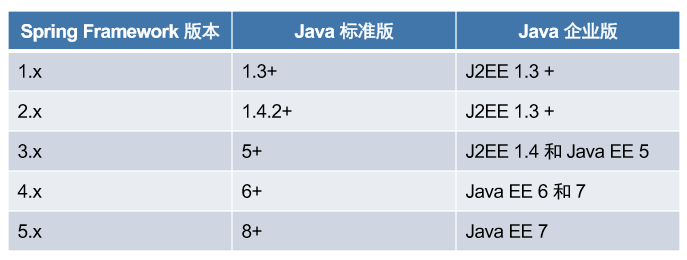 Spring Framework 版本 Java 标准版 Java 企业版
1.x 1.3+ J2EE 1.3 +
2.x 1.4.2+ J2EE 1.3 +
3.x 5+ J2EE 1.4 和 Java EE 5
4.x 6+ Java EE 6 和 7
5.x 8+ Java EE 7